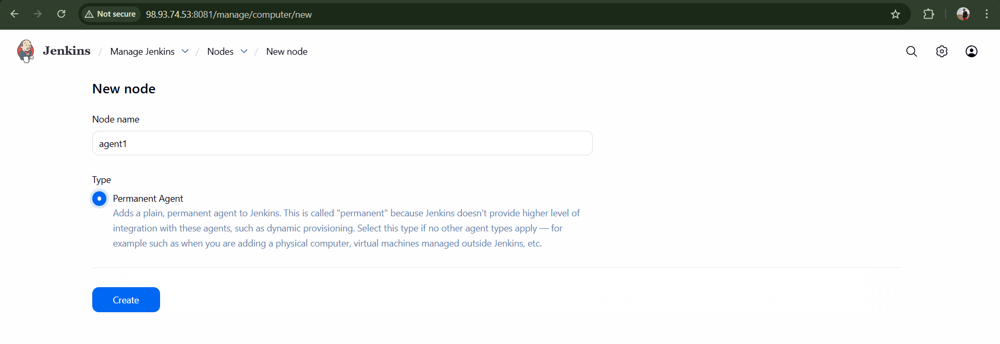 Not secure 98.93.74.53:8081/manage/computer/new
Jenkins / Manage Jenkins / Nodes / New node
New node
Node name
agent1
Type
Permanent Agent
Adds a plain, permanent agent to Jenkins. This is called "permanent" because Jenkins doesn’t provide higher level of
integration with these agents, such as dynamic provisioning. Select this type if no other agent types apply — for
example such as when you are adding a physical computer, virtual machines managed outside Jenkins, etc.
Create